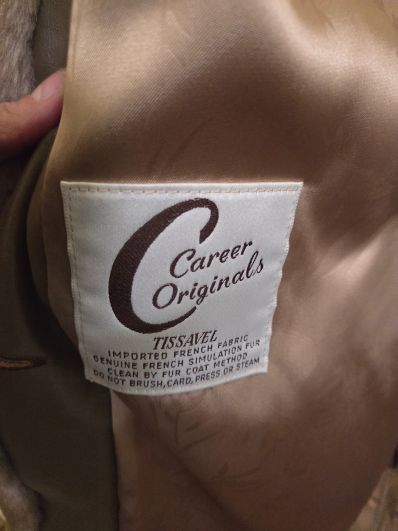 Career
Originals
TISSAVEL
IMPORTED FRENCH FABRIC
GENUINE FRENCH SIMULATION FUR
CLEAN BY FUR COAT METHOD
DO NOT BRUSH, CARD, PRESS OR STEAM